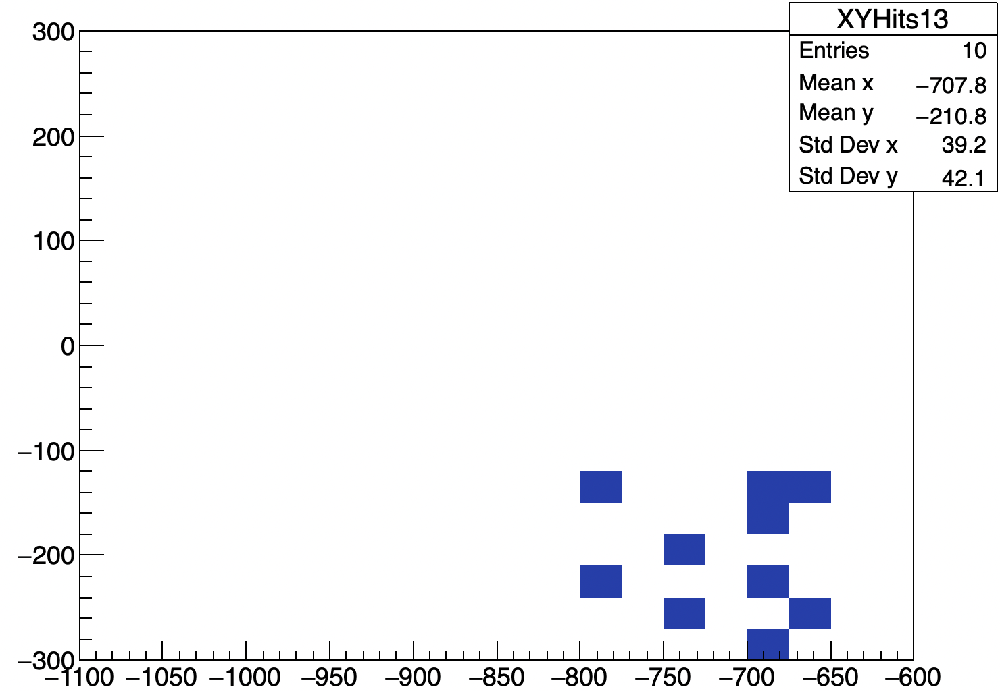 XYHits13
Entries 10
Mean x −707.8
Mean y −210.8
Std Dev x 39.2
Std Dev y 42.1
300
200
100
0
−100
−200
−300
−1100 −1050 −1000 −950 −900 −850 −800 −750 −700 −650 −600